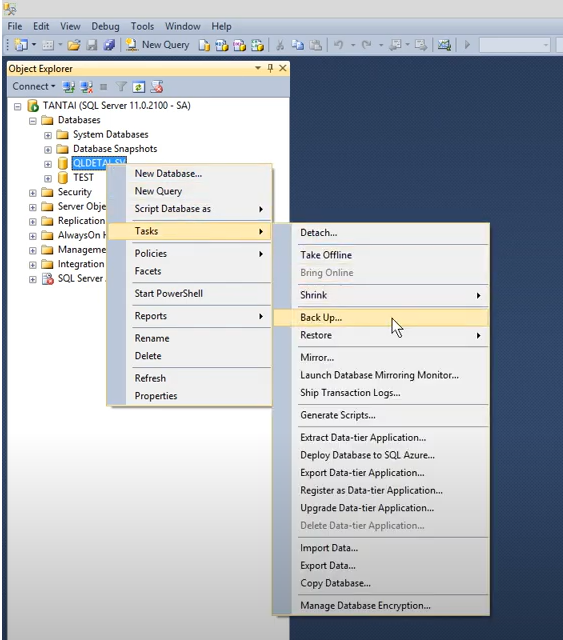 File Edit View Debug Tools Window Help
New Query
Object Explorer
Connect
TANTAI (SQL Server 11.0.2100 - SA)
Databases
System Databases
Database Snapshots
QLDETAI_SV
TEST
Security
Server Obje
Replication
AlwaysOn H
Manageme
Integration
SQL Server
New Database...
New Query
Script Database as
Tasks
Policies
Facets
Start PowerShell
Reports
Rename
Delete
Refresh
Properties
Detach...
Take Offline
Bring Online
Shrink
Back Up...
Restore
Mirror...
Launch Database Mirroring Monitor...
Ship Transaction Logs...
Generate Scripts...
Extract Data-tier Application...
Deploy Database to SQL Azure...
Export Data-tier Application...
Register as Data-tier Application...
Upgrade Data-tier Application...
Delete Data-tier Application...
Import Data...
Export Data...
Copy Database...
Manage Database Encryption...